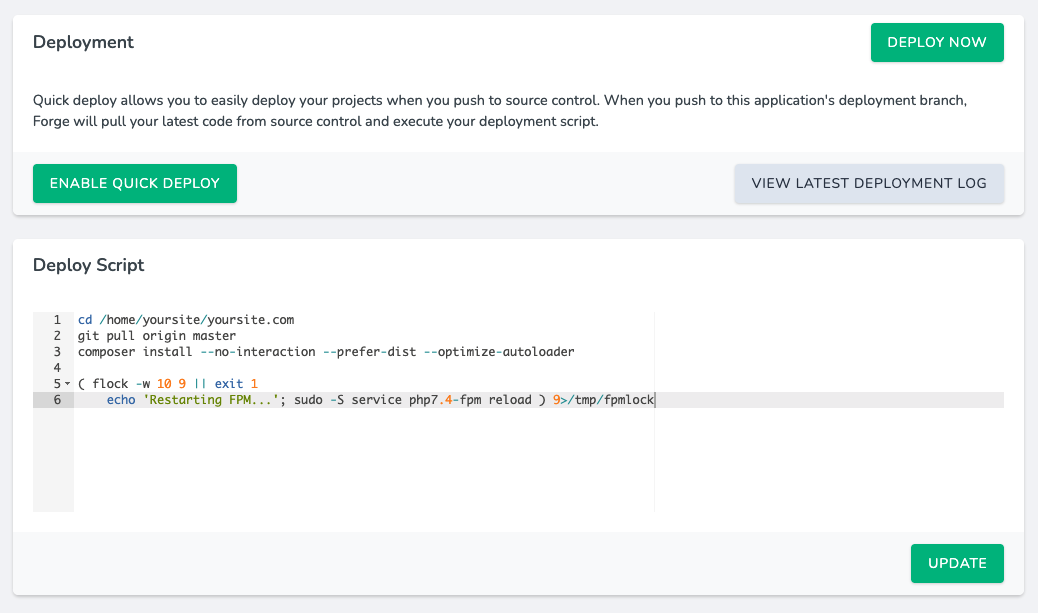 Deployment
DEPLOY NOW
Quick deploy allows you to easily deploy your projects when you push to source control. When you push to this application's deployment branch,
Forge will pull your latest code from source control and execute your deployment script.
ENABLE QUICK DEPLOY
VIEW LATEST DEPLOYMENT LOG
Deploy Script
1 cd /home/yoursite/yoursite.com
2 git pull origin master
3 composer install --no-interaction --prefer-dist --optimize-autoloader
4
5 ( flock -w 10 9 || exit 1
6     echo 'Restarting FPM...'; sudo -S service php7.4-fpm reload ) 9>/tmp/fpmlock
UPDATE